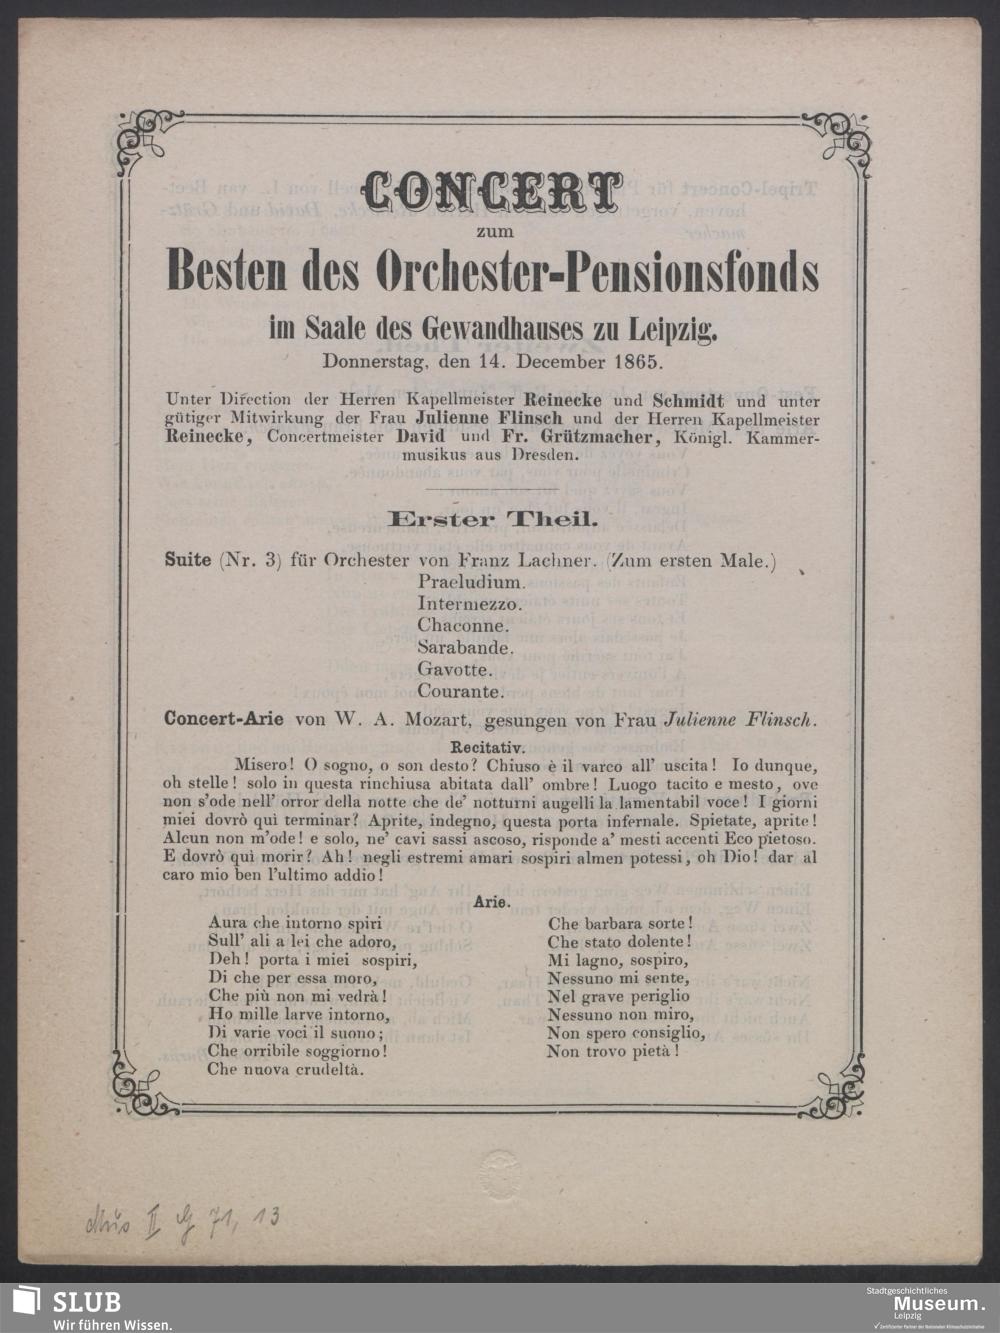 CONCERT
zum
Besten des Orchester-Pensionsfonds
im Saale des Gewandhauses zu Leipzig.
Donnerstag, den 14. December 1865.
Unter Direction der Herren Kapellmeister Reinecke und Schmidt und unter
gütiger Mitwirkung der Frau Julienne Flinsch und der Herren Kapellmeister
Reinecke, Concertmeister David und Fr. Grützmacher, Königl. Kammer-
musikus aus Dresden.
Erster Theil.
Suite (Nr. 3) für Orchester von Franz Lachner. (Zum ersten Male.)
Praeludium.
Intermezzo.
Chaconne.
Sarabande.
Gavotte.
Courante.
Concert-Arie von W. A. Mozart, gesungen von Frau Julienne Flinsch.
Recitativ.
Misero! O sogno, o son desto? Chiuso è il varco all' uscita! Io dunque,
oh stelle! solo in questa rinchiusa abitata dall' ombre! Luogo tacito e mesto, ove
non s'ode nell' orror della notte che de' notturni augelli la lamentabil voce! I giorni
miei dovrò quì terminar? Aprite, indegno, questa porta infernale. Spietate, aprite!
Alcun non m'ode! e solo, ne' cavi sassi ascoso, risponde a' mesti accenti Eco pietoso.
E dovrò quì morir? Ah! negli estremi amari sospiri almen potessi, oh Dio! dar al
caro mio ben l'ultimo addio!
Arie.
Aura che intorno spiri
Sull' ali a lei che adoro,
Deh! porta i miei sospiri,
Di che per essa moro,
Che più non mi vedrà!
Ho mille larve intorno,
Di varie voci il suono;
Che orribile soggiorno!
Che nuova crudeltà.
Che barbara sorte!
Che stato dolente!
Mi lagno, sospiro,
Nessuno mi sente,
Nel grave periglio
Nessuno non miro,
Non spero consiglio,
Non trovo pietà!
Mus II G 71, 13
SLUB
Wir führen Wissen.
Stadtgeschichtliches
Museum.
Leipzig
Zertifizierter Partner der Nationalen Klimaschutzinitiative